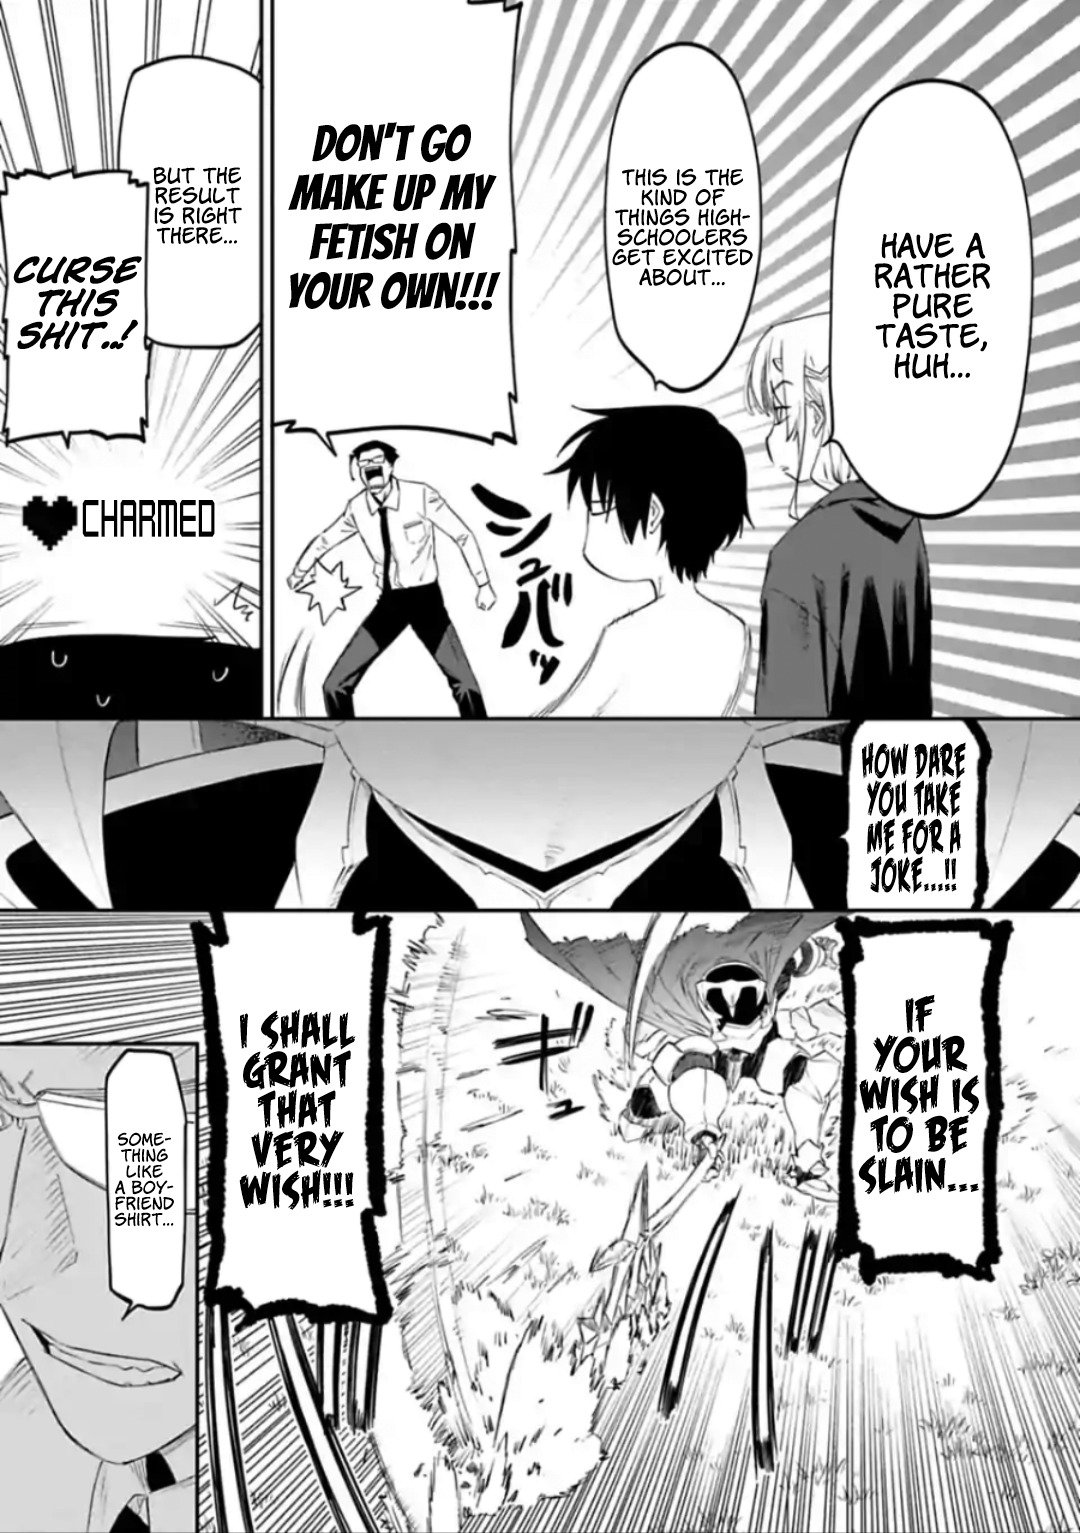 HAVE A
RATHER
PURE
TASTE,
HUH...
THIS IS THE
KIND OF
THINGS HIGH-
SCHOOLERS
GET EXCITED
ABOUT...
DON'T GO
MAKE UP MY
FETISH ON
YOUR OWN!!!
シュバッ
BUT THE
RESULT
IS RIGHT
THERE...
CURSE
THIS
SHIT...!
CHARMED
HOW DARE
YOU TAKE
ME FOR A
JOKE.....!!
IF
YOUR
WISH IS
TO BE
SLAIN...
I SHALL
GRANT
THAT
VERY
WISH!!!
SOME-
THING
LIKE
A BOY-
FRIEND
SHIRT...